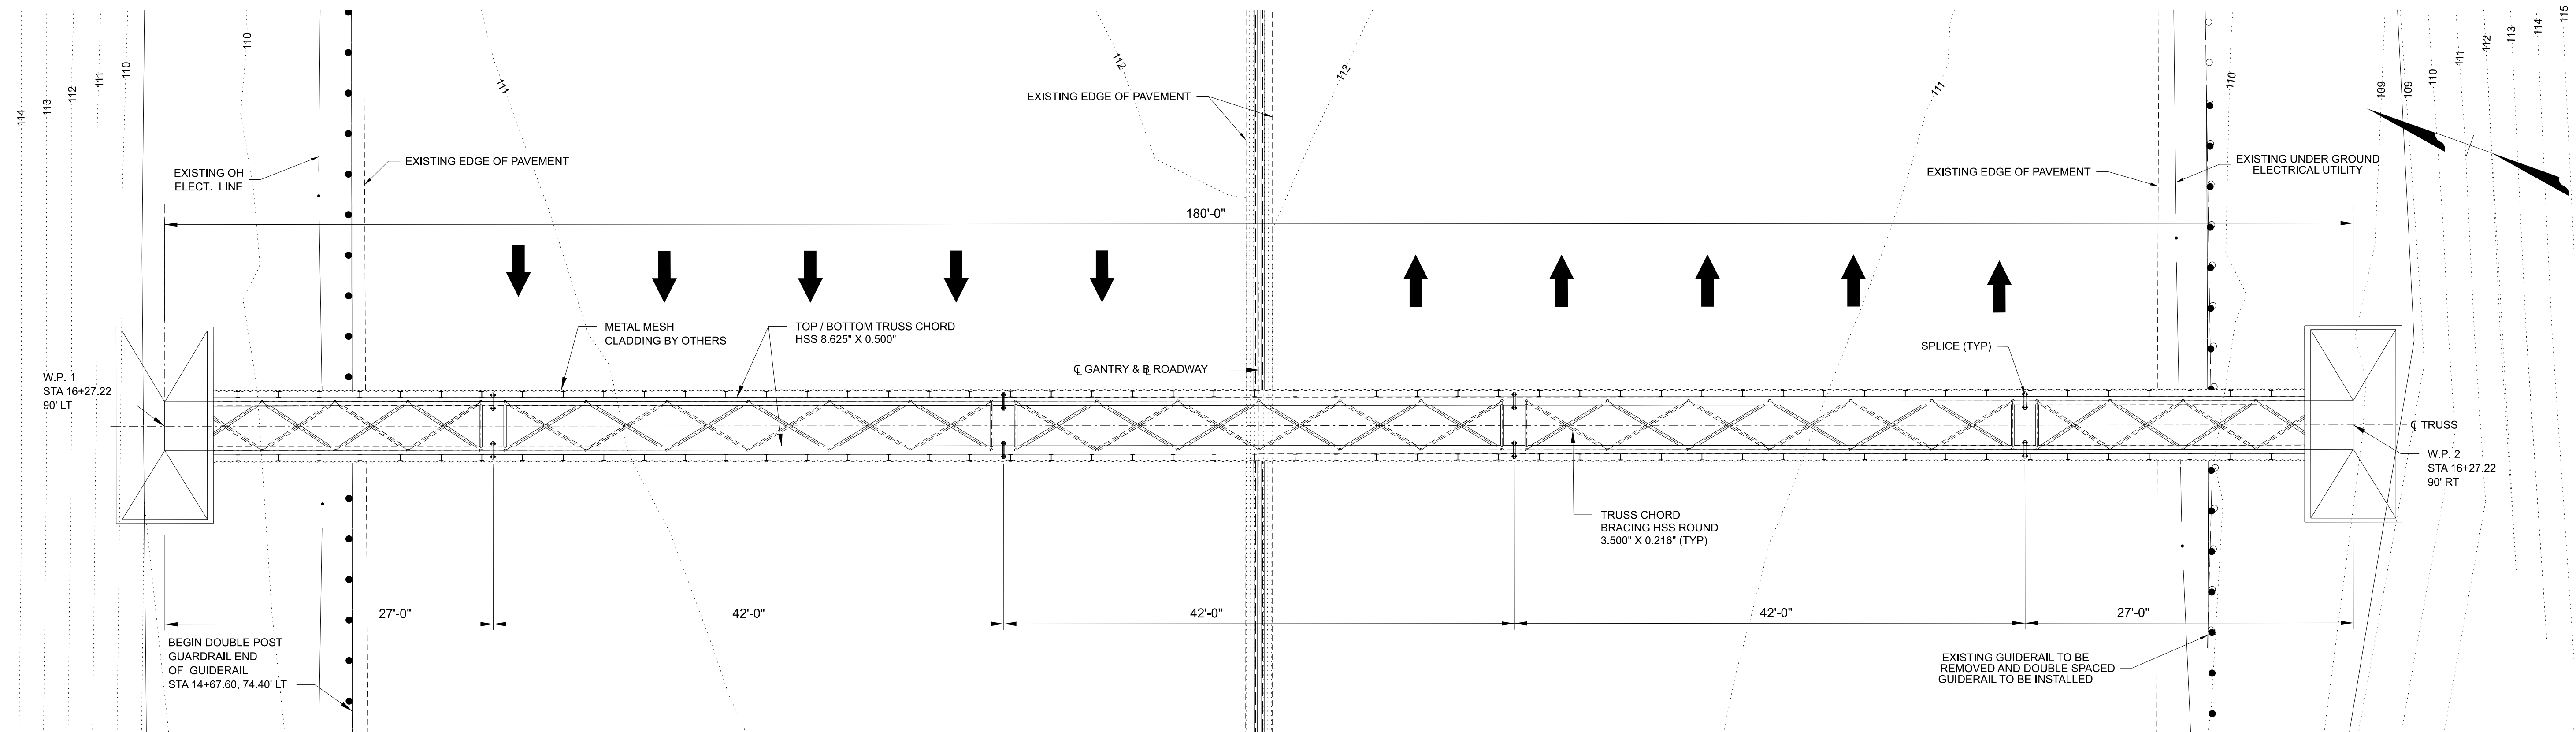 114
113
112
111
110
110
111
112
112
111
110
109
109
110
111
112
113
114
115
EXISTING EDGE OF PAVEMENT
EXISTING OH
ELECT. LINE
EXISTING EDGE OF PAVEMENT
EXISTING EDGE OF PAVEMENT
EXISTING UNDER GROUND
ELECTRICAL UTILITY
180'-0"
METAL MESH
CLADDING BY OTHERS
TOP / BOTTOM TRUSS CHORD
HSS 8.625" X 0.500"
℄ GANTRY & B ROADWAY
SPLICE (TYP)
W.P. 1
STA 16+27.22
90' LT
℄ TRUSS
W.P. 2
STA 16+27.22
90' RT
TRUSS CHORD
BRACING HSS ROUND
3.500" X 0.216" (TYP)
27'-0"
42'-0"
42'-0"
42'-0"
27'-0"
BEGIN DOUBLE POST
GUARDRAIL END
OF GUIDERAIL
STA 14+67.60, 74.40' LT
EXISTING GUIDERAIL TO BE
REMOVED AND DOUBLE SPACED
GUIDERAIL TO BE INSTALLED